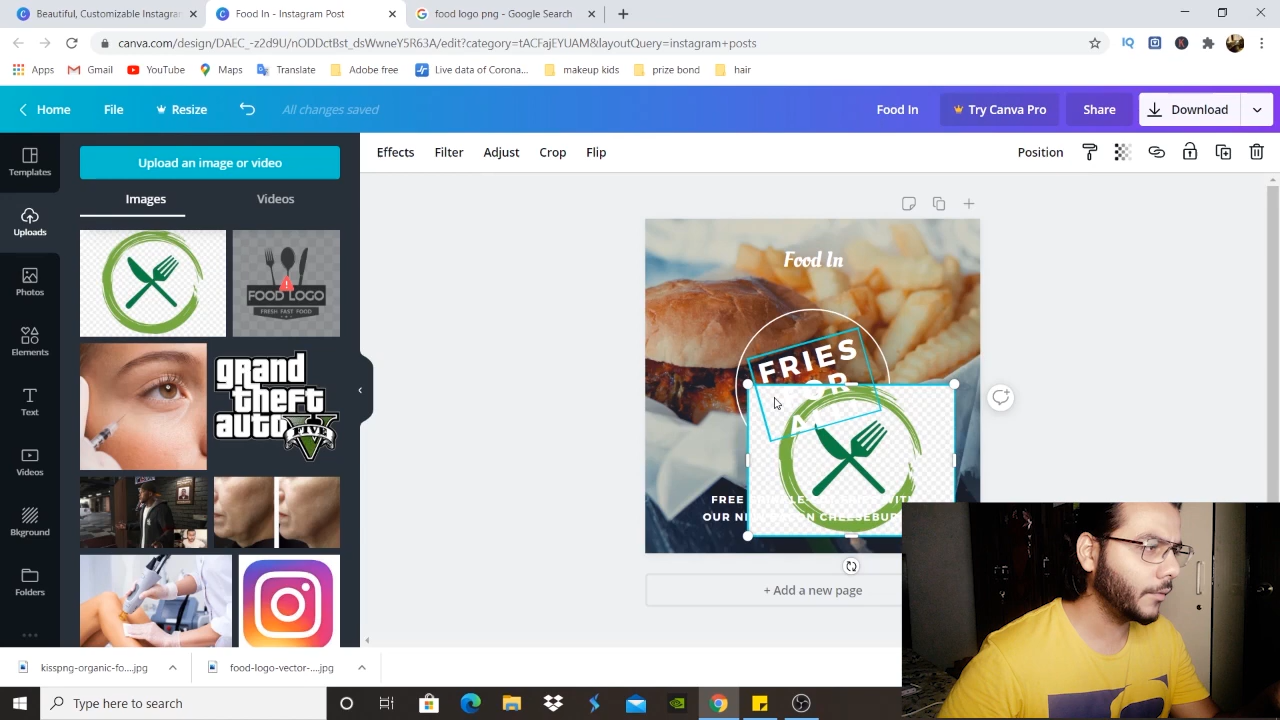 Beautiful, Customizable Instagram
Food In - Instagram Post
food logo png - Google Search
canva.com/design/DAEC_-z2d9U/nODDctBst_dsWwneY5R63A/edit?category=tACFajEYUAM&layoutQuery=instagram+posts
Apps
Gmail
YouTube
Maps
Translate
Adobe free
Live data of Corona...
makeup kids
prize bond
hair
Home
File
Resize
All changes saved
Food In
Try Canva Pro
Share
Download
Templates
Uploads
Photos
Elements
Text
Videos
Bkground
Folders
Upload an image or video
Images
Videos
FOOD LOGO
FRESH FAST FOOD
grand
theft
auto
FIVE
Effects
Filter
Adjust
Crop
Flip
Position
Food In
FRIES
FOR
FREE
WITH
OUR
CHEESEBUR
+ Add a new page
kisspng-organic-fo....jpg
food-logo-vector-....jpg
Type here to search